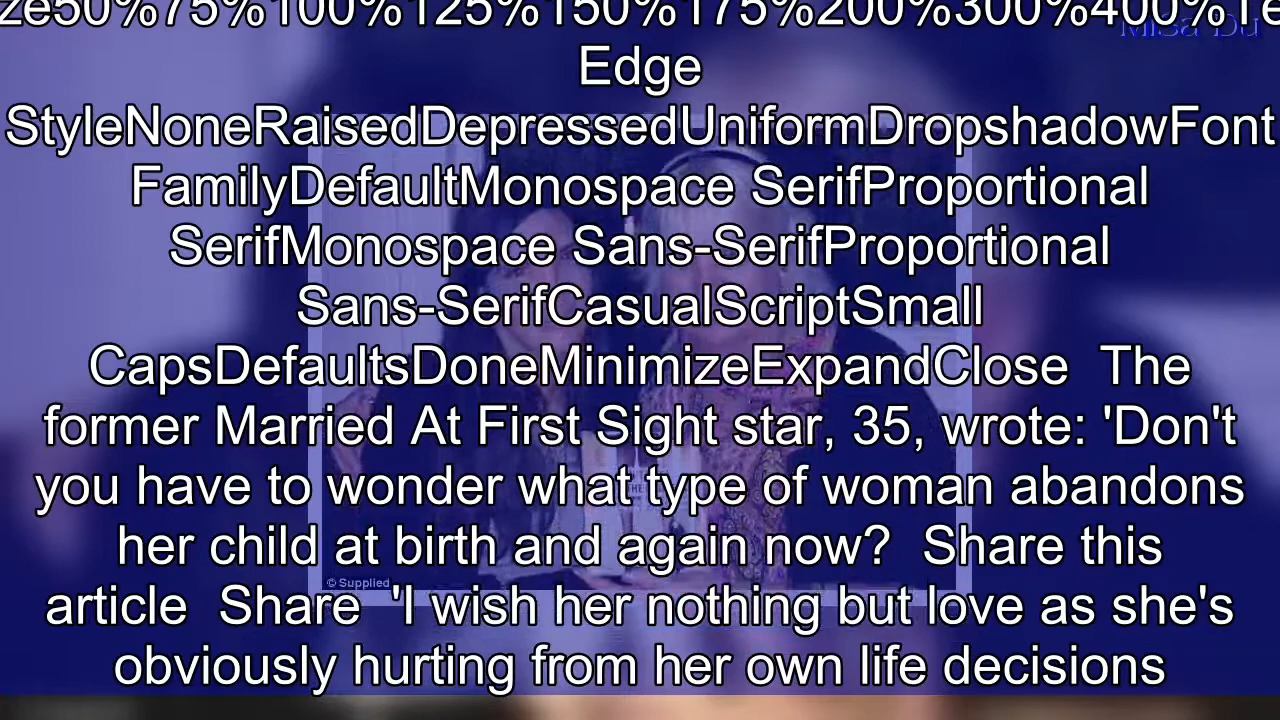 ze50%75%100%125%150%175%200%300%400%Te
Misa Du
Edge
StyleNoneRaisedDepressedUniformDropshadowFont
FamilyDefaultMonospace SerifProportional
SerifMonospace Sans-SerifProportional
Sans-SerifCasualScriptSmall
CapsDefaultsDoneMinimizeExpandClose  The
former Married At First Sight star, 35, wrote: 'Don't
you have to wonder what type of woman abandons
her child at birth and again now?  Share this
© Supplied
article  Share  'I wish her nothing but love as she's
obviously hurting from her own life decisions